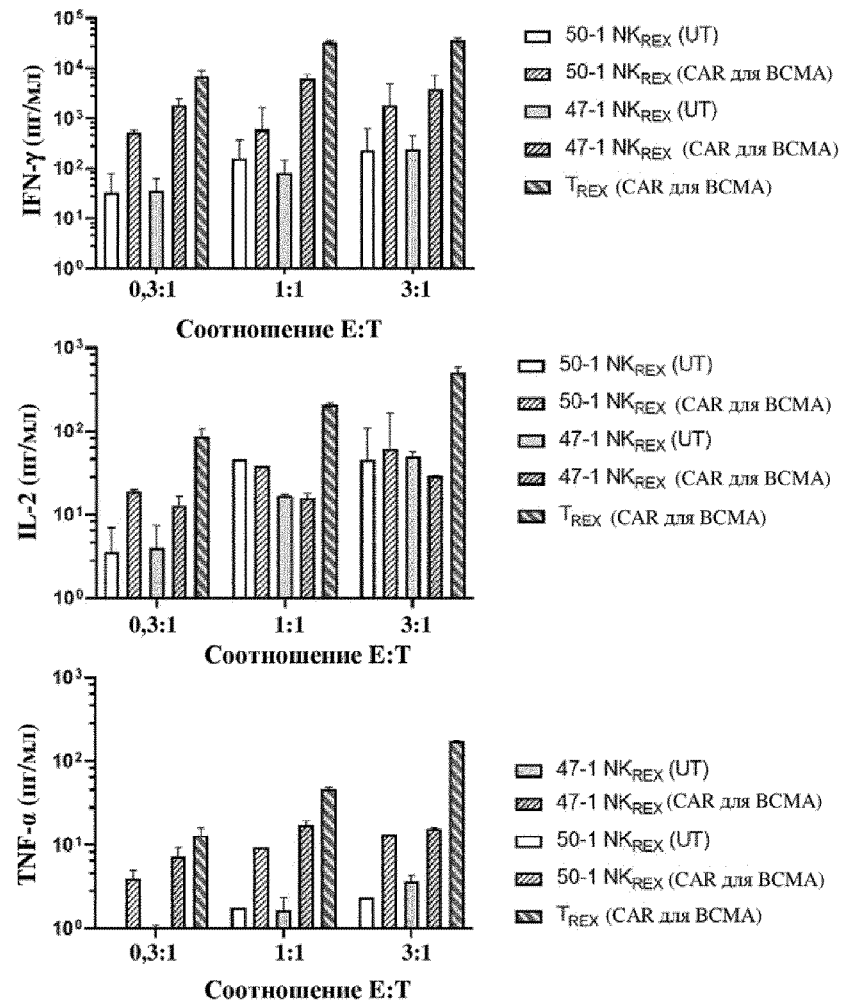 IFN-γ (пг/мл)
10⁵
10⁴
10³
10²
10¹
10⁰
0,3:1 1:1 3:1
Соотношение E:T
50-1 NK_REX (UT)
50-1 NK_REX (CAR для BCMA)
47-1 NK_REX (UT)
47-1 NK_REX (CAR для BCMA)
T_REX (CAR для BCMA)
IL-2 (пг/мл)
10³
10²
10¹
10⁰
0,3:1 1:1 3:1
Соотношение E:T
50-1 NK_REX (UT)
50-1 NK_REX (CAR для BCMA)
47-1 NK_REX (UT)
47-1 NK_REX (CAR для BCMA)
T_REX (CAR для BCMA)
TNF-α (пг/мл)
10³
10²
10¹
10⁰
0,3:1 1:1 3:1
Соотношение E:T
47-1 NK_REX (UT)
47-1 NK_REX (CAR для BCMA)
50-1 NK_REX (UT)
50-1 NK_REX (CAR для BCMA)
T_REX (CAR для BCMA)